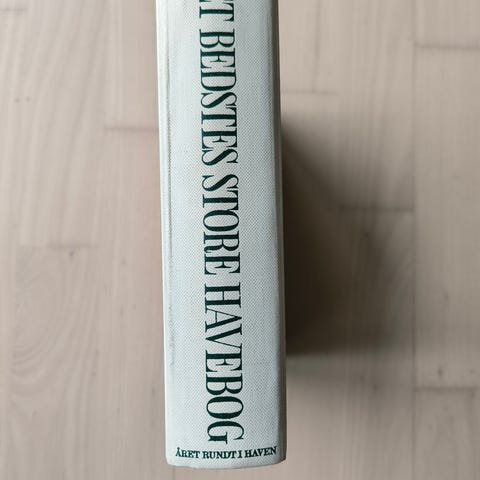 BEDSTES STORE HAVEBOG
ÅRET RUNDT I HAVEN